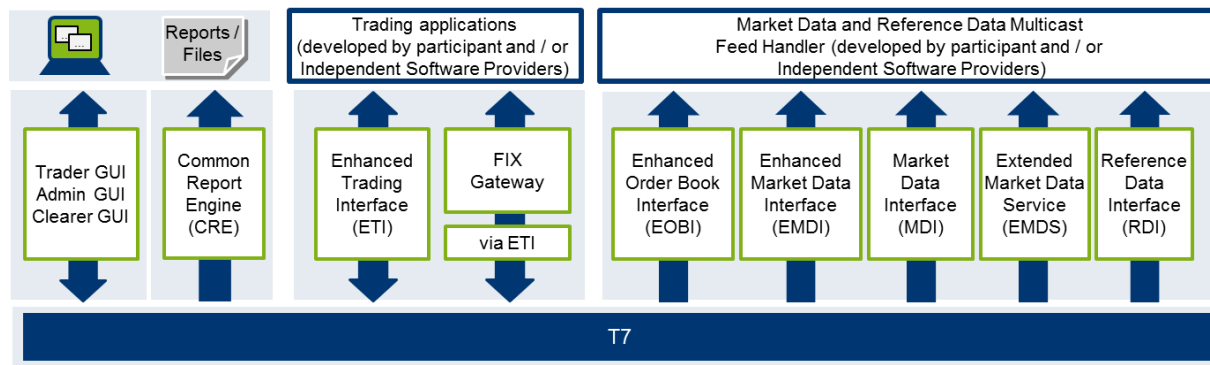 Reports /
Files
Trading applications
(developed by participant and / or
Independent Software Providers)
Market Data and Reference Data Multicast
Feed Handler (developed by participant and / or
Independent Software Providers)
Trader GUI
Admin GUI
Clearer GUI
Common
Report
Engine
(CRE)
Enhanced
Trading
Interface
(ETI)
FIX
Gateway
via ETI
Enhanced
Order Book
Interface
(EOBI)
Enhanced
Market Data
Interface
(EMDI)
Market
Data
Interface
(MDI)
Extended
Market Data
Service
(EMDS)
Reference
Data
Interface
(RDI)
T7